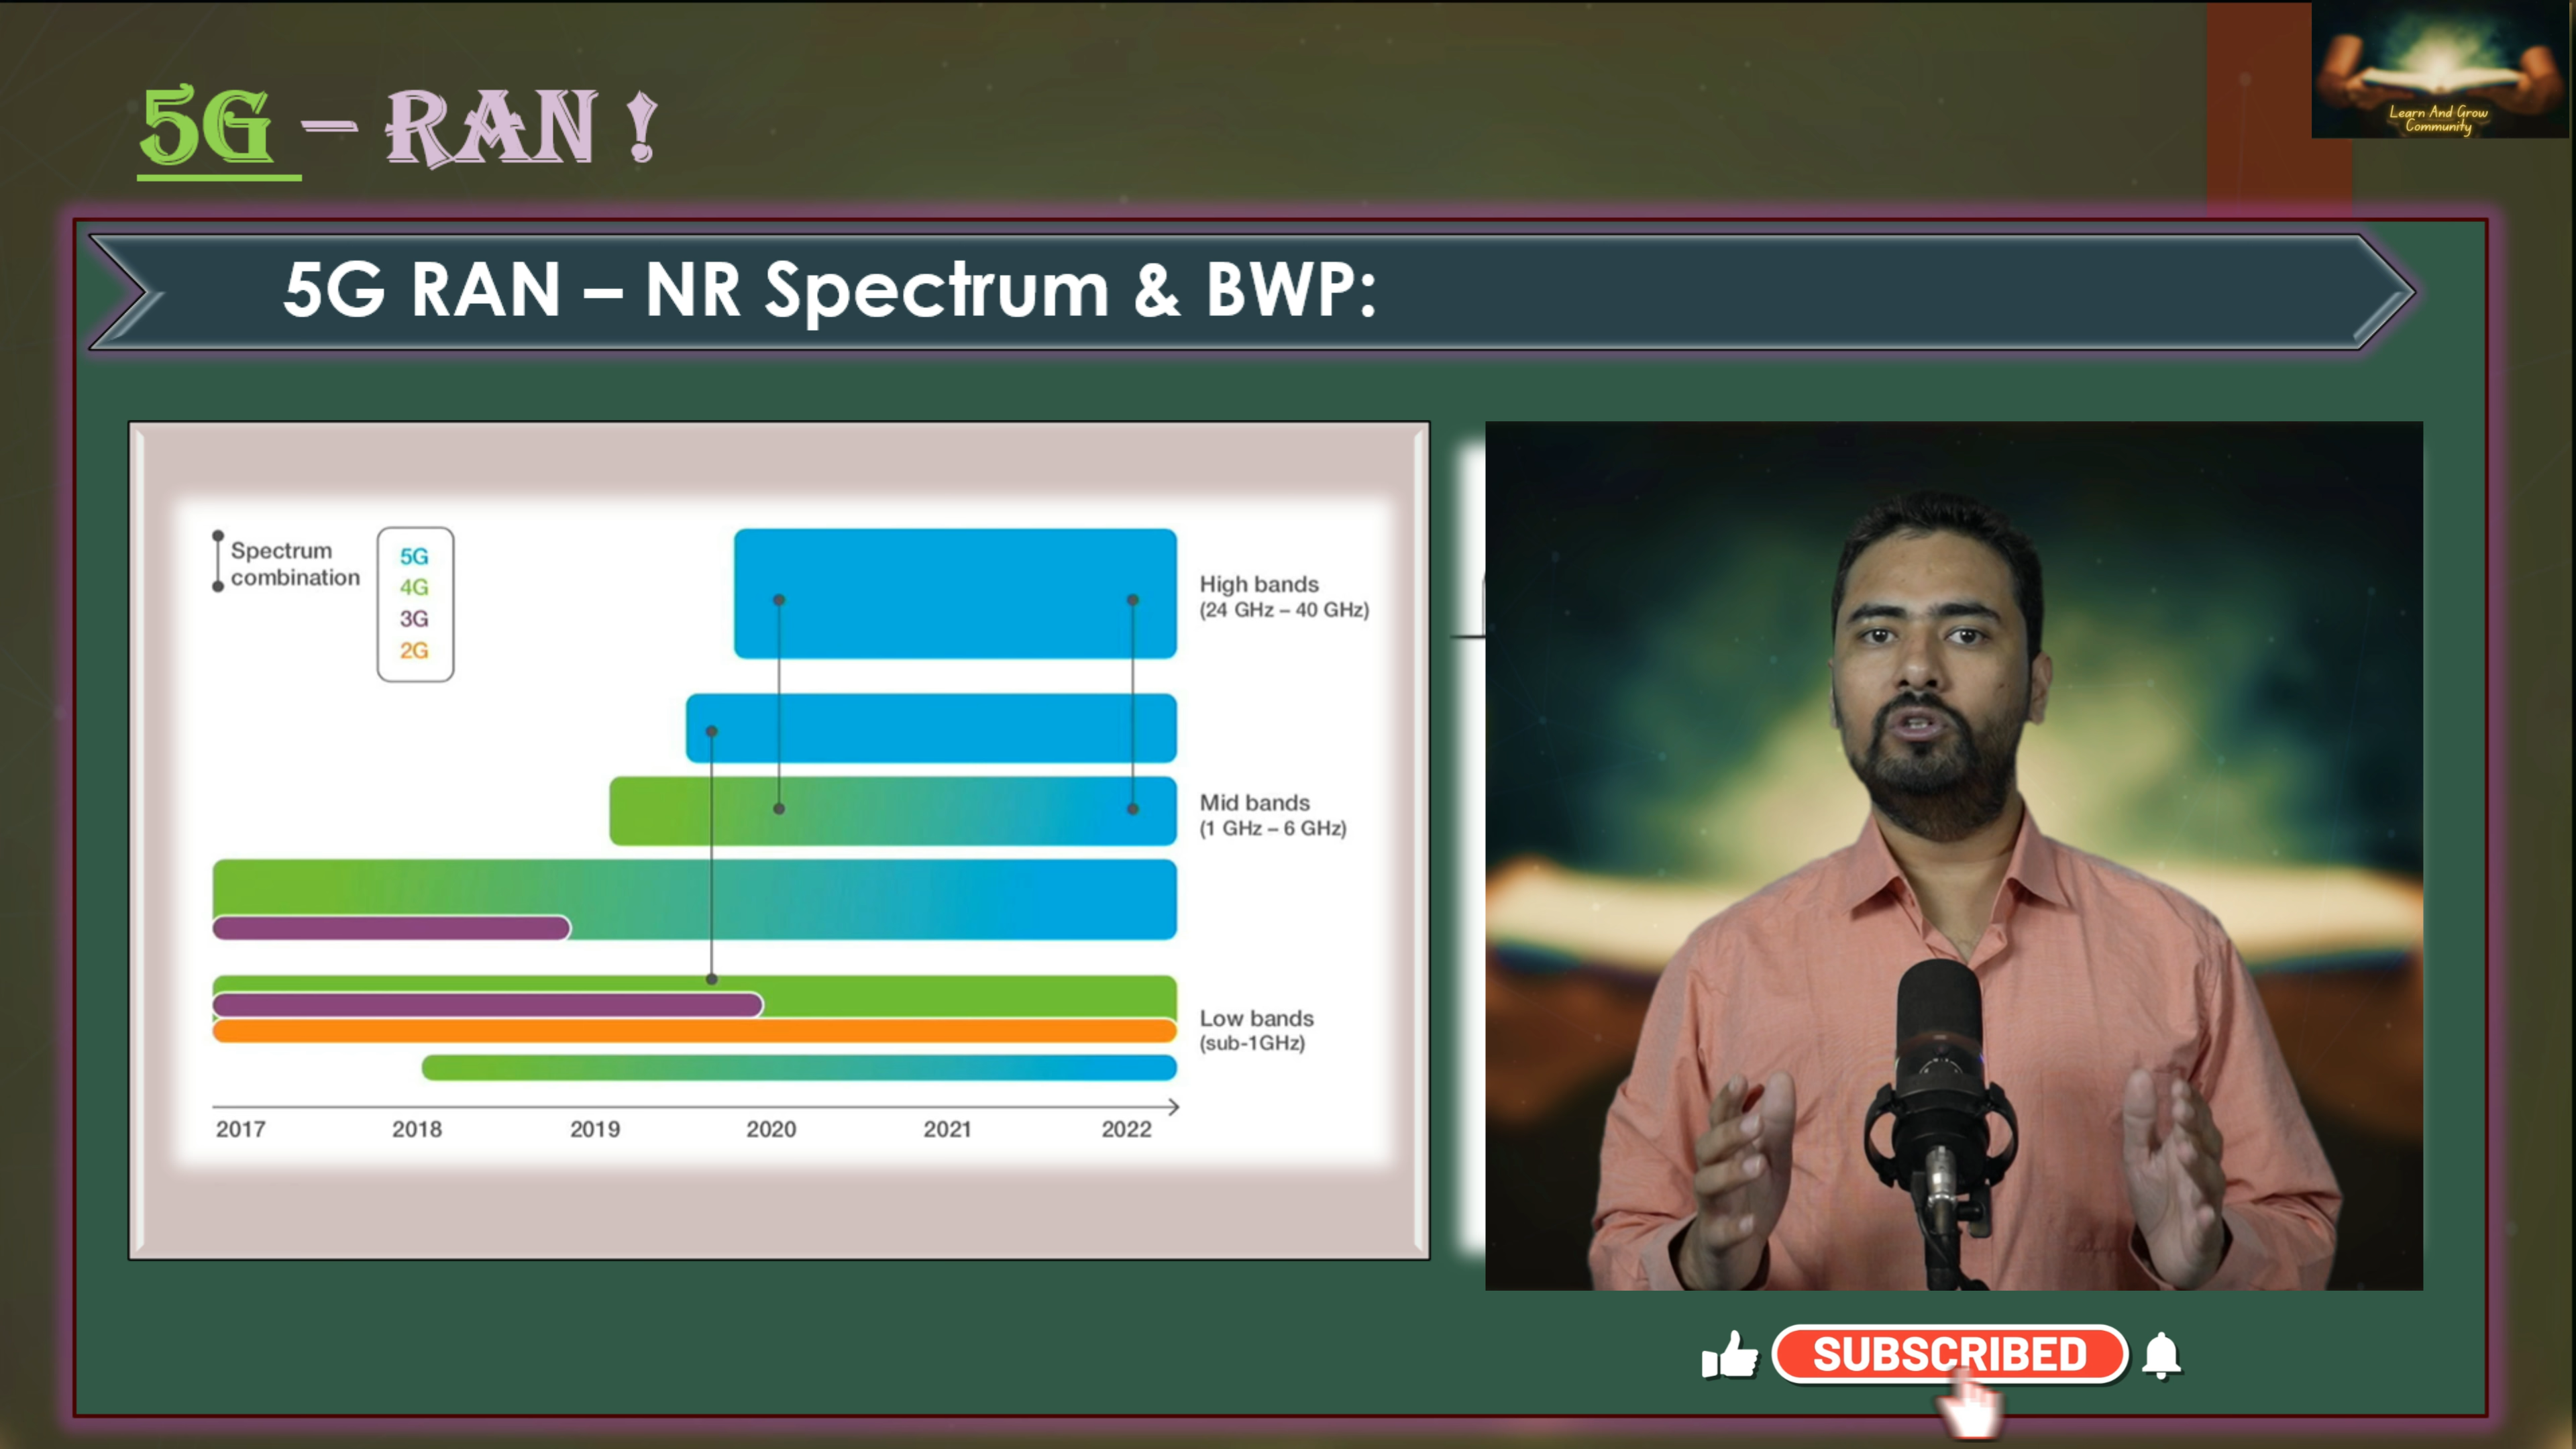 5G – RAN !
Learn And Grow
Community
5G RAN – NR Spectrum & BWP:
Spectrum
combination
5G
4G
3G
2G
High bands
(24 GHz – 40 GHz)
Mid bands
(1 GHz – 6 GHz)
Low bands
(sub-1GHz)
2017 2018 2019 2020 2021 2022
SUBSCRIBED